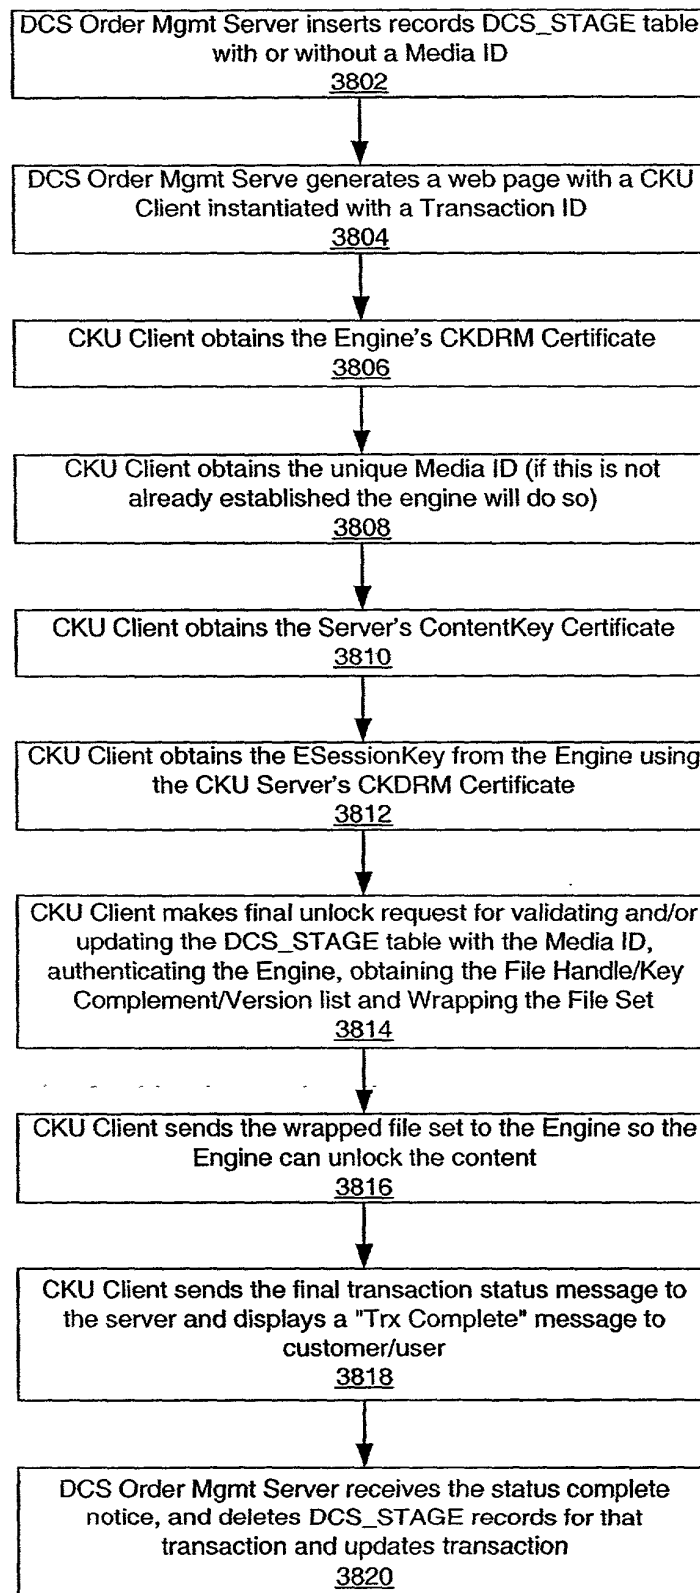 DCS Order Mgmt Server inserts records DCS_STAGE table
with or without a Media ID
3802
DCS Order Mgmt Serve generates a web page with a CKU
Client instantiated with a Transaction ID
3804
CKU Client obtains the Engine's CKDRM Certificate
3806
CKU Client obtains the unique Media ID (if this is not
already established the engine will do so)
3808
CKU Client obtains the Server's ContentKey Certificate
3810
CKU Client obtains the ESessionKey from the Engine using
the CKU Server's CKDRM Certificate
3812
CKU Client makes final unlock request for validating and/or
updating the DCS_STAGE table with the Media ID,
authenticating the Engine, obtaining the File Handle/Key
Complement/Version list and Wrapping the File Set
3814
CKU Client sends the wrapped file set to the Engine so the
Engine can unlock the content
3816
CKU Client sends the final transaction status message to
the server and displays a "Trx Complete" message to
customer/user
3818
DCS Order Mgmt Server receives the status complete
notice, and deletes DCS_STAGE records for that
transaction and updates transaction
3820